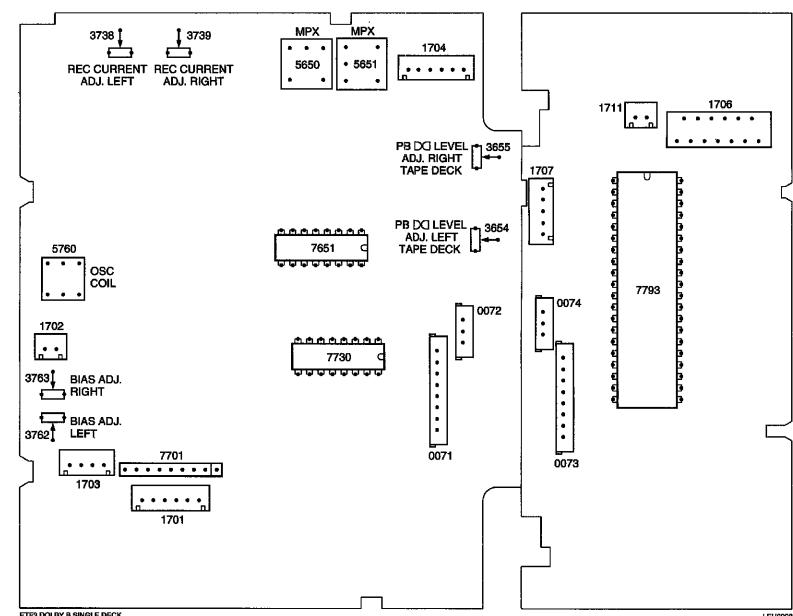 3738
3739
REC CURRENT
ADJ. LEFT
REC CURRENT
ADJ. RIGHT
MPX
5650
MPX
5651
1704
1711
1706
PB DOLBY LEVEL
ADJ. RIGHT
TAPE DECK
3655
1707
PB LEVEL
ADJ. LEFT
TAPE DECK
3654
7651
7793
5760
OSC
COIL
0072
0074
1702
7730
3763
BIAS ADJ.
RIGHT
BIAS ADJ.
LEFT
3762
0071
0073
7701
1703
1701
ETF3 DOLBY B SINGLE DECK